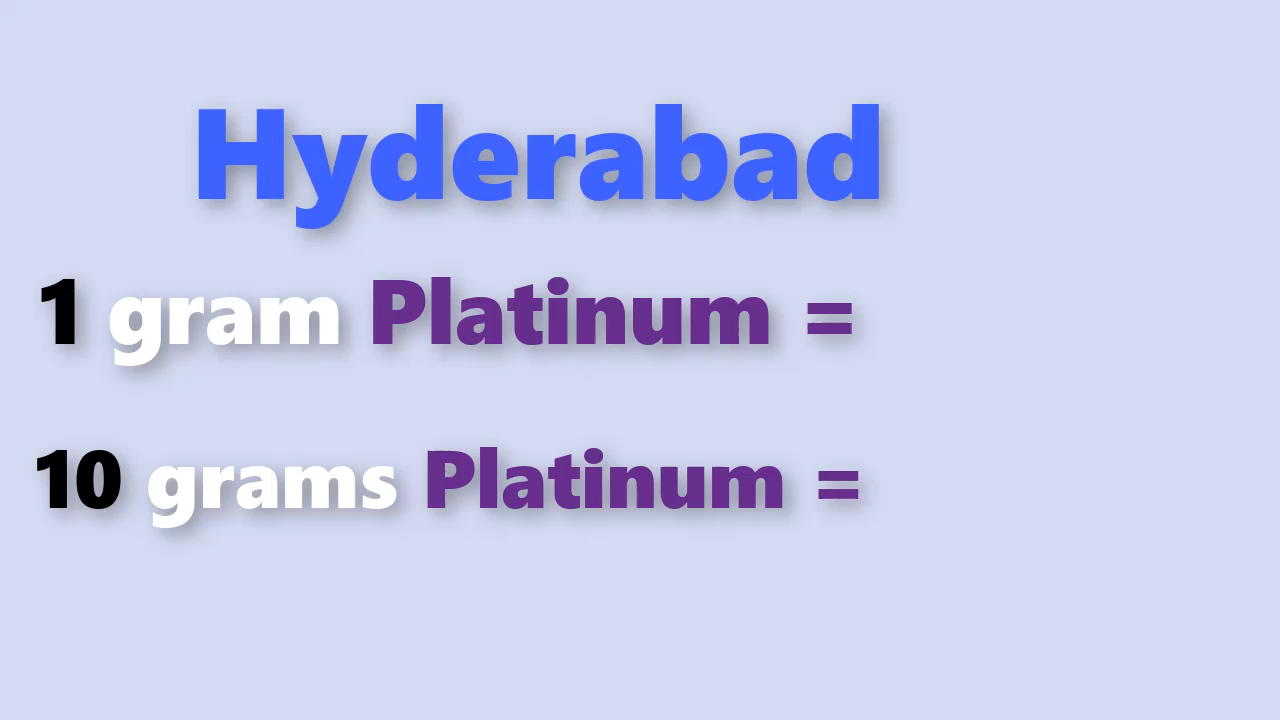 Hyderabad
1 gram Platinum =
10 grams Platinum =